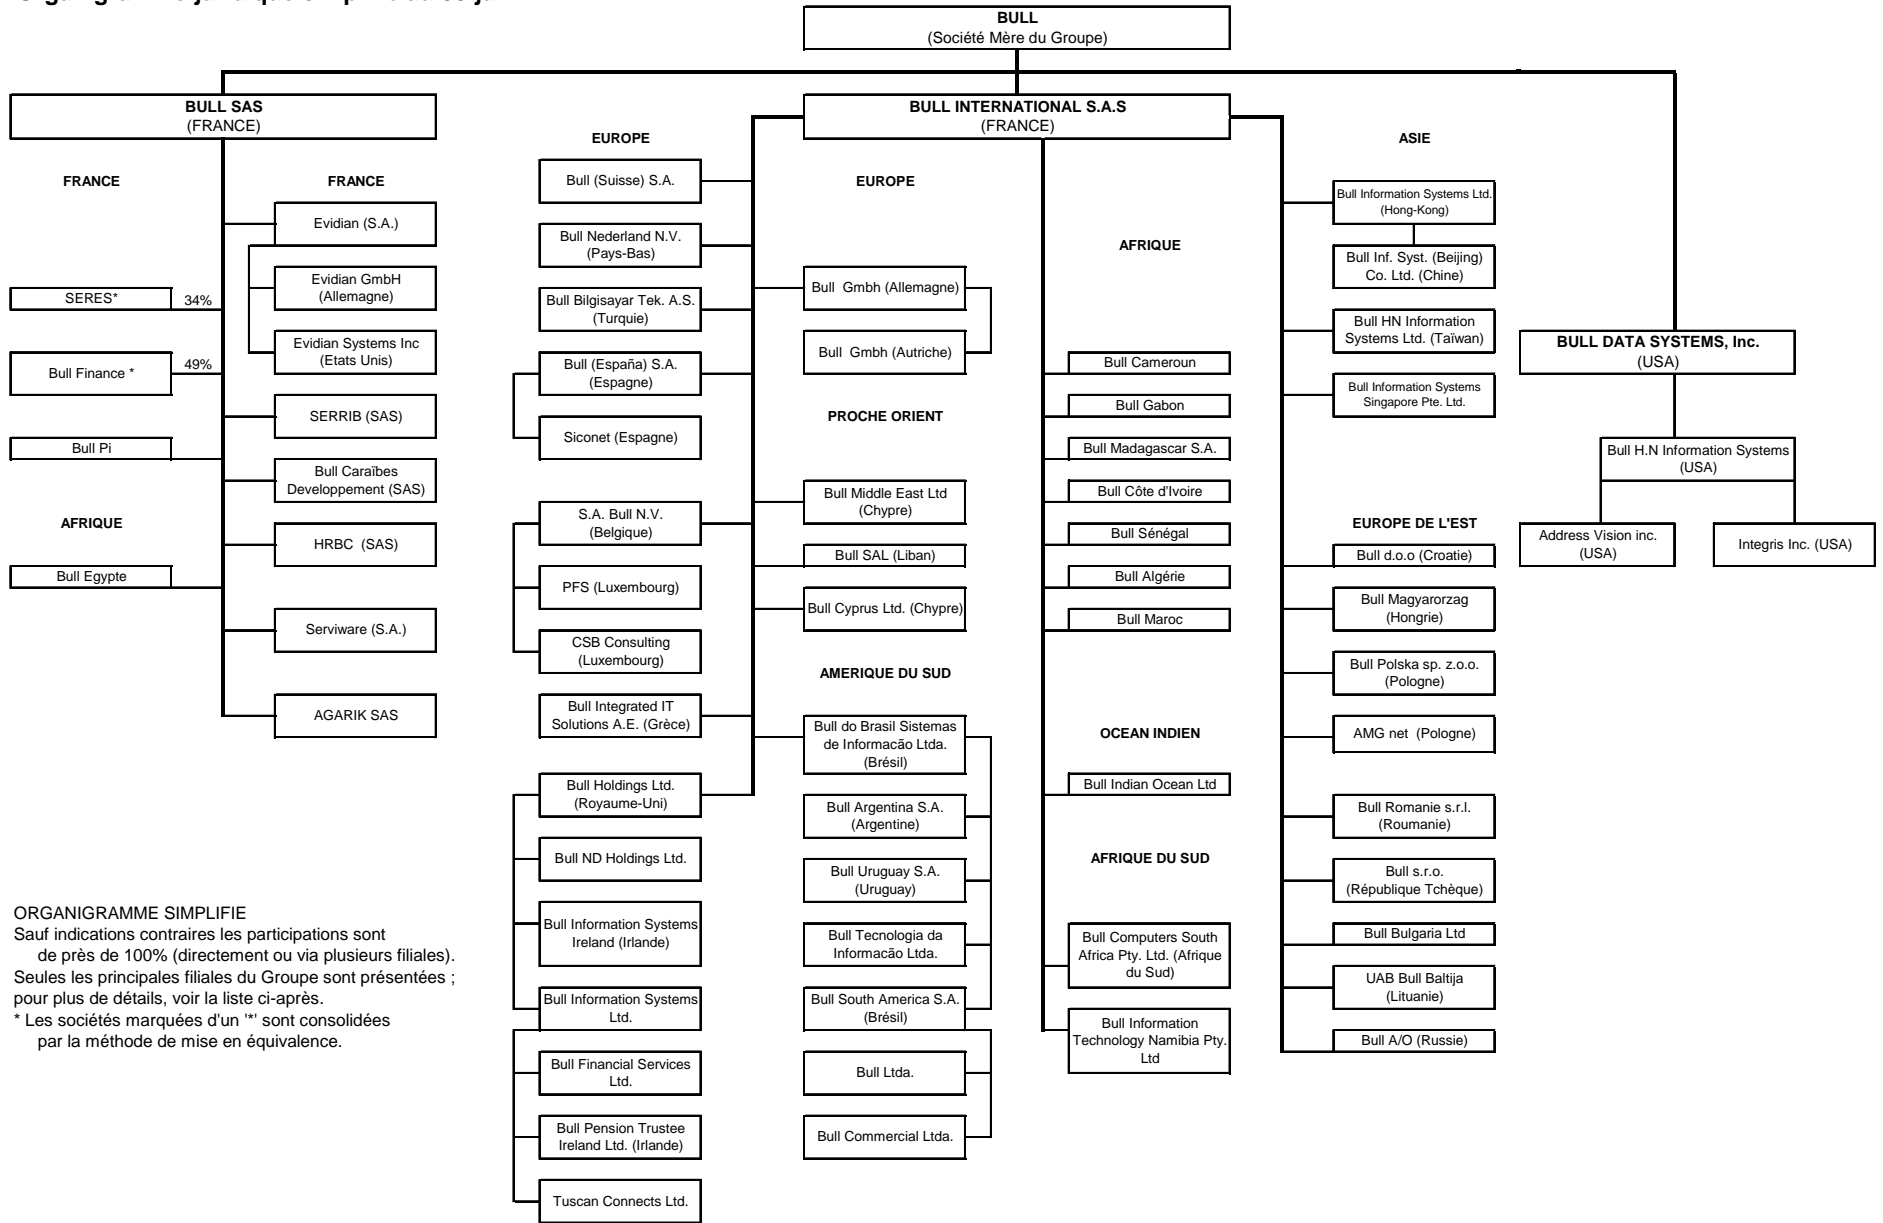 BULL
(Société Mère du Groupe)
BULL SAS
(FRANCE)
BULL INTERNATIONAL S.A.S
(FRANCE)
FRANCE
SERES*
34%
Bull Finance *
49%
Bull Pi
AFRIQUE
Bull Egypte
FRANCE
Evidian (S.A.)
Evidian GmbH
(Allemagne)
Evidian Systems Inc
(Etats Unis)
SERRIB (SAS)
Bull Caraïbes
Developpement (SAS)
HRBC (SAS)
Serviware (S.A.)
AGARIK SAS
EUROPE
Bull (Suisse) S.A.
Bull Nederland N.V.
(Pays-Bas)
Bull Bilgisayar Tek. A.S.
(Turquie)
Bull (España) S.A.
(Espagne)
Siconet (Espagne)
S.A. Bull N.V.
(Belgique)
PFS (Luxembourg)
CSB Consulting
(Luxembourg)
Bull Integrated IT
Solutions A.E. (Grèce)
Bull Holdings Ltd.
(Royaume-Uni)
Bull ND Holdings Ltd.
Bull Information Systems
Ireland (Irlande)
Bull Information Systems
Ltd.
Bull Financial Services
Ltd.
Bull Pension Trustee
Ireland Ltd. (Irlande)
Tuscan Connects Ltd.
EUROPE
Bull Gmbh (Allemagne)
Bull Gmbh (Autriche)
PROCHE ORIENT
Bull Middle East Ltd
(Chypre)
Bull SAL (Liban)
Bull Cyprus Ltd. (Chypre)
AMERIQUE DU SUD
Bull do Brasil Sistemas
de Informacão Ltda.
(Brésil)
Bull Argentina S.A.
(Argentine)
Bull Uruguay S.A.
(Uruguay)
Bull Tecnologia da
Informacão Ltda.
Bull South America S.A.
(Brésil)
Bull Ltda.
Bull Commercial Ltda.
AFRIQUE
Bull Cameroun
Bull Gabon
Bull Madagascar S.A.
Bull Côte d'Ivoire
Bull Sénégal
Bull Algérie
Bull Maroc
OCEAN INDIEN
Bull Indian Ocean Ltd
AFRIQUE DU SUD
Bull Computers South
Africa Pty. Ltd. (Afrique
du Sud)
Bull Information
Technology Namibia Pty.
Ltd
ASIE
Bull Information Systems Ltd.
(Hong-Kong)
Bull Inf. Syst. (Beijing)
Co. Ltd. (Chine)
Bull HN Information
Systems Ltd. (Taïwan)
Bull Information Systems
Singapore Pte. Ltd.
EUROPE DE L'EST
Bull d.o.o (Croatie)
Bull Magyarorzag
(Hongrie)
Bull Polska sp. z.o.o.
(Pologne)
AMG net (Pologne)
Bull Romanie s.r.l.
(Roumanie)
Bull s.r.o.
(République Tchèque)
Bull Bulgaria Ltd
UAB Bull Baltija
(Lituanie)
Bull A/O (Russie)
BULL DATA SYSTEMS, Inc.
(USA)
Bull H.N Information Systems
(USA)
Address Vision inc.
(USA)
Integris Inc. (USA)
ORGANIGRAMME SIMPLIFIE
Sauf indications contraires les participations sont
de près de 100% (directement ou via plusieurs filiales).
Seules les principales filiales du Groupe sont présentées ;
pour plus de détails, voir la liste ci-après.
* Les sociétés marquées d'un '*' sont consolidées
par la méthode de mise en équivalence.